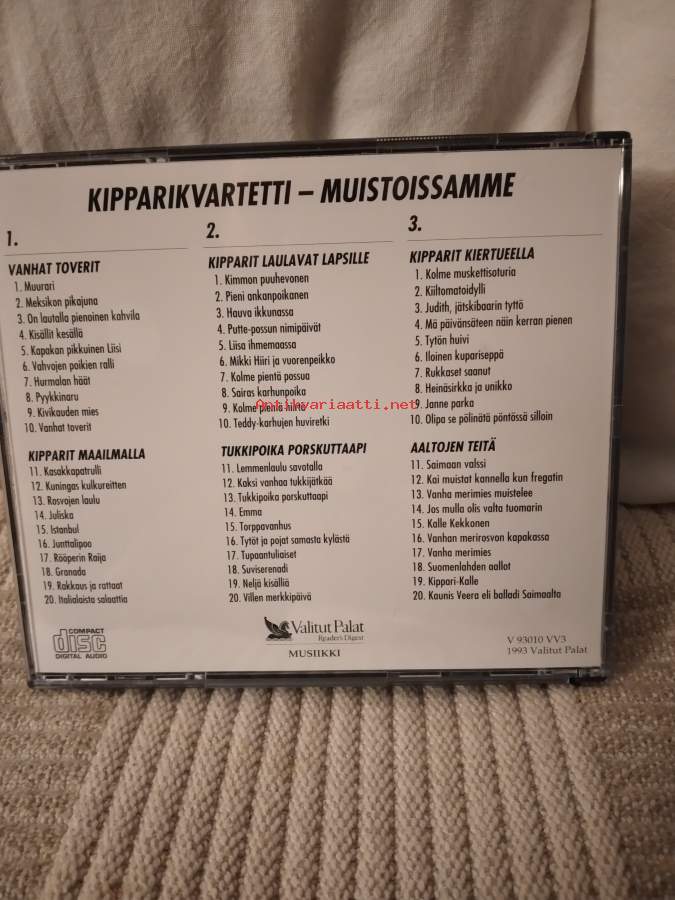 KIPPARIKVARTETTI – MUISTOISSAMME
1.
VANHAT TOVERIT
1. Muurari
2. Meksikon pikajuna
3. On lautalla pienoinen kahvila
4. Kisällit kesällä
5. Kapakan pikkuinen Liisi
6. Vahvojen poikien ralli
7. Hurmalan häät
8. Pyykkinaru
9. Kivikauden mies
10. Vanhat toverit
KIPPARIT MAAILMALLA
11. Kasakkapatrulli
12. Kuningas kulkureitten
13. Rosvojen laulu
14. Juliska
15. Istanbul
16. Junttalipoo
17. Rööperin Raija
18. Granada
19. Rakkaus ja rattaat
20. Italialaista salaattia
2.
KIPPARIT LAULAVAT LAPSILLE
1. Kimmon puuhevonen
2. Pieni ankanpoikanen
3. Hauva ikkunassa
4. Putte-possun nimipäivät
5. Liisa ihmemaassa
6. Mikki Hiiri ja vuorenpeikko
7. Kolme pientä possua
8. Sairas karhunpoika
9. Kolme pientä
10. Teddy-karhujen huviretki
TUKKIPOIKA PORSKUTTAAPI
11. Lemmenlaulu savotalla
12. Kaksi vanhaa tukkijätkää
13. Tukkipoika porskuttaapi
14. Emma
15. Torppavanhus
16. Tytöt ja pojat samasta kylästä
17. Tupaantuliaiset
18. Suviserenadi
19. Neljä kisälliä
20. Villen merkkipäivä
3.
KIPPARIT KIERTUEELLA
1. Kolme muskettisoturia
2. Kiiltomatoidylli
3. Judith, jätskibaarin tyttö
4. Mä päivänsäteen näin kerran pienen
5. Tytön huivi
6. Iloinen kupariseppä
7. Rukkaset saanut
8. Heinäsirkka ja unikko
9. Janne parka
10. Olipa se pölinätä pöntössä silloin
AALTOJEN TEITÄ
11. Saimaan valssi
12. Kai muistat kannella kun fregatin
13. Vanha merimies muistelee
14. Jos mulla olis valta tuomarin
15. Kalle Kekkonen
16. Vanhan merirosvon kapakassa
17. Vanha merimies
18. Suomenlahden aallot
19. Kippari-Kalle
20. Kaunis Veera eli balladi Saimaalta
Antikvariaatti.net
COMPACT
disc
DIGITAL AUDIO
Valitut Palat
Reader's Digest
MUSIIKKI
V 93010 VV3
1993 Valitut Palat